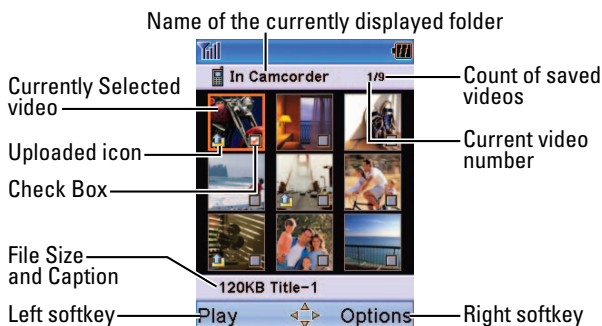 Name of the currently displayed folder
In Camcorder 1/9
Currently Selected
video
Count of saved
videos
Uploaded icon
Current video
number
Check Box
File Size
and Caption
120KB Title-1
Left softkey
Play
Options
Right softkey